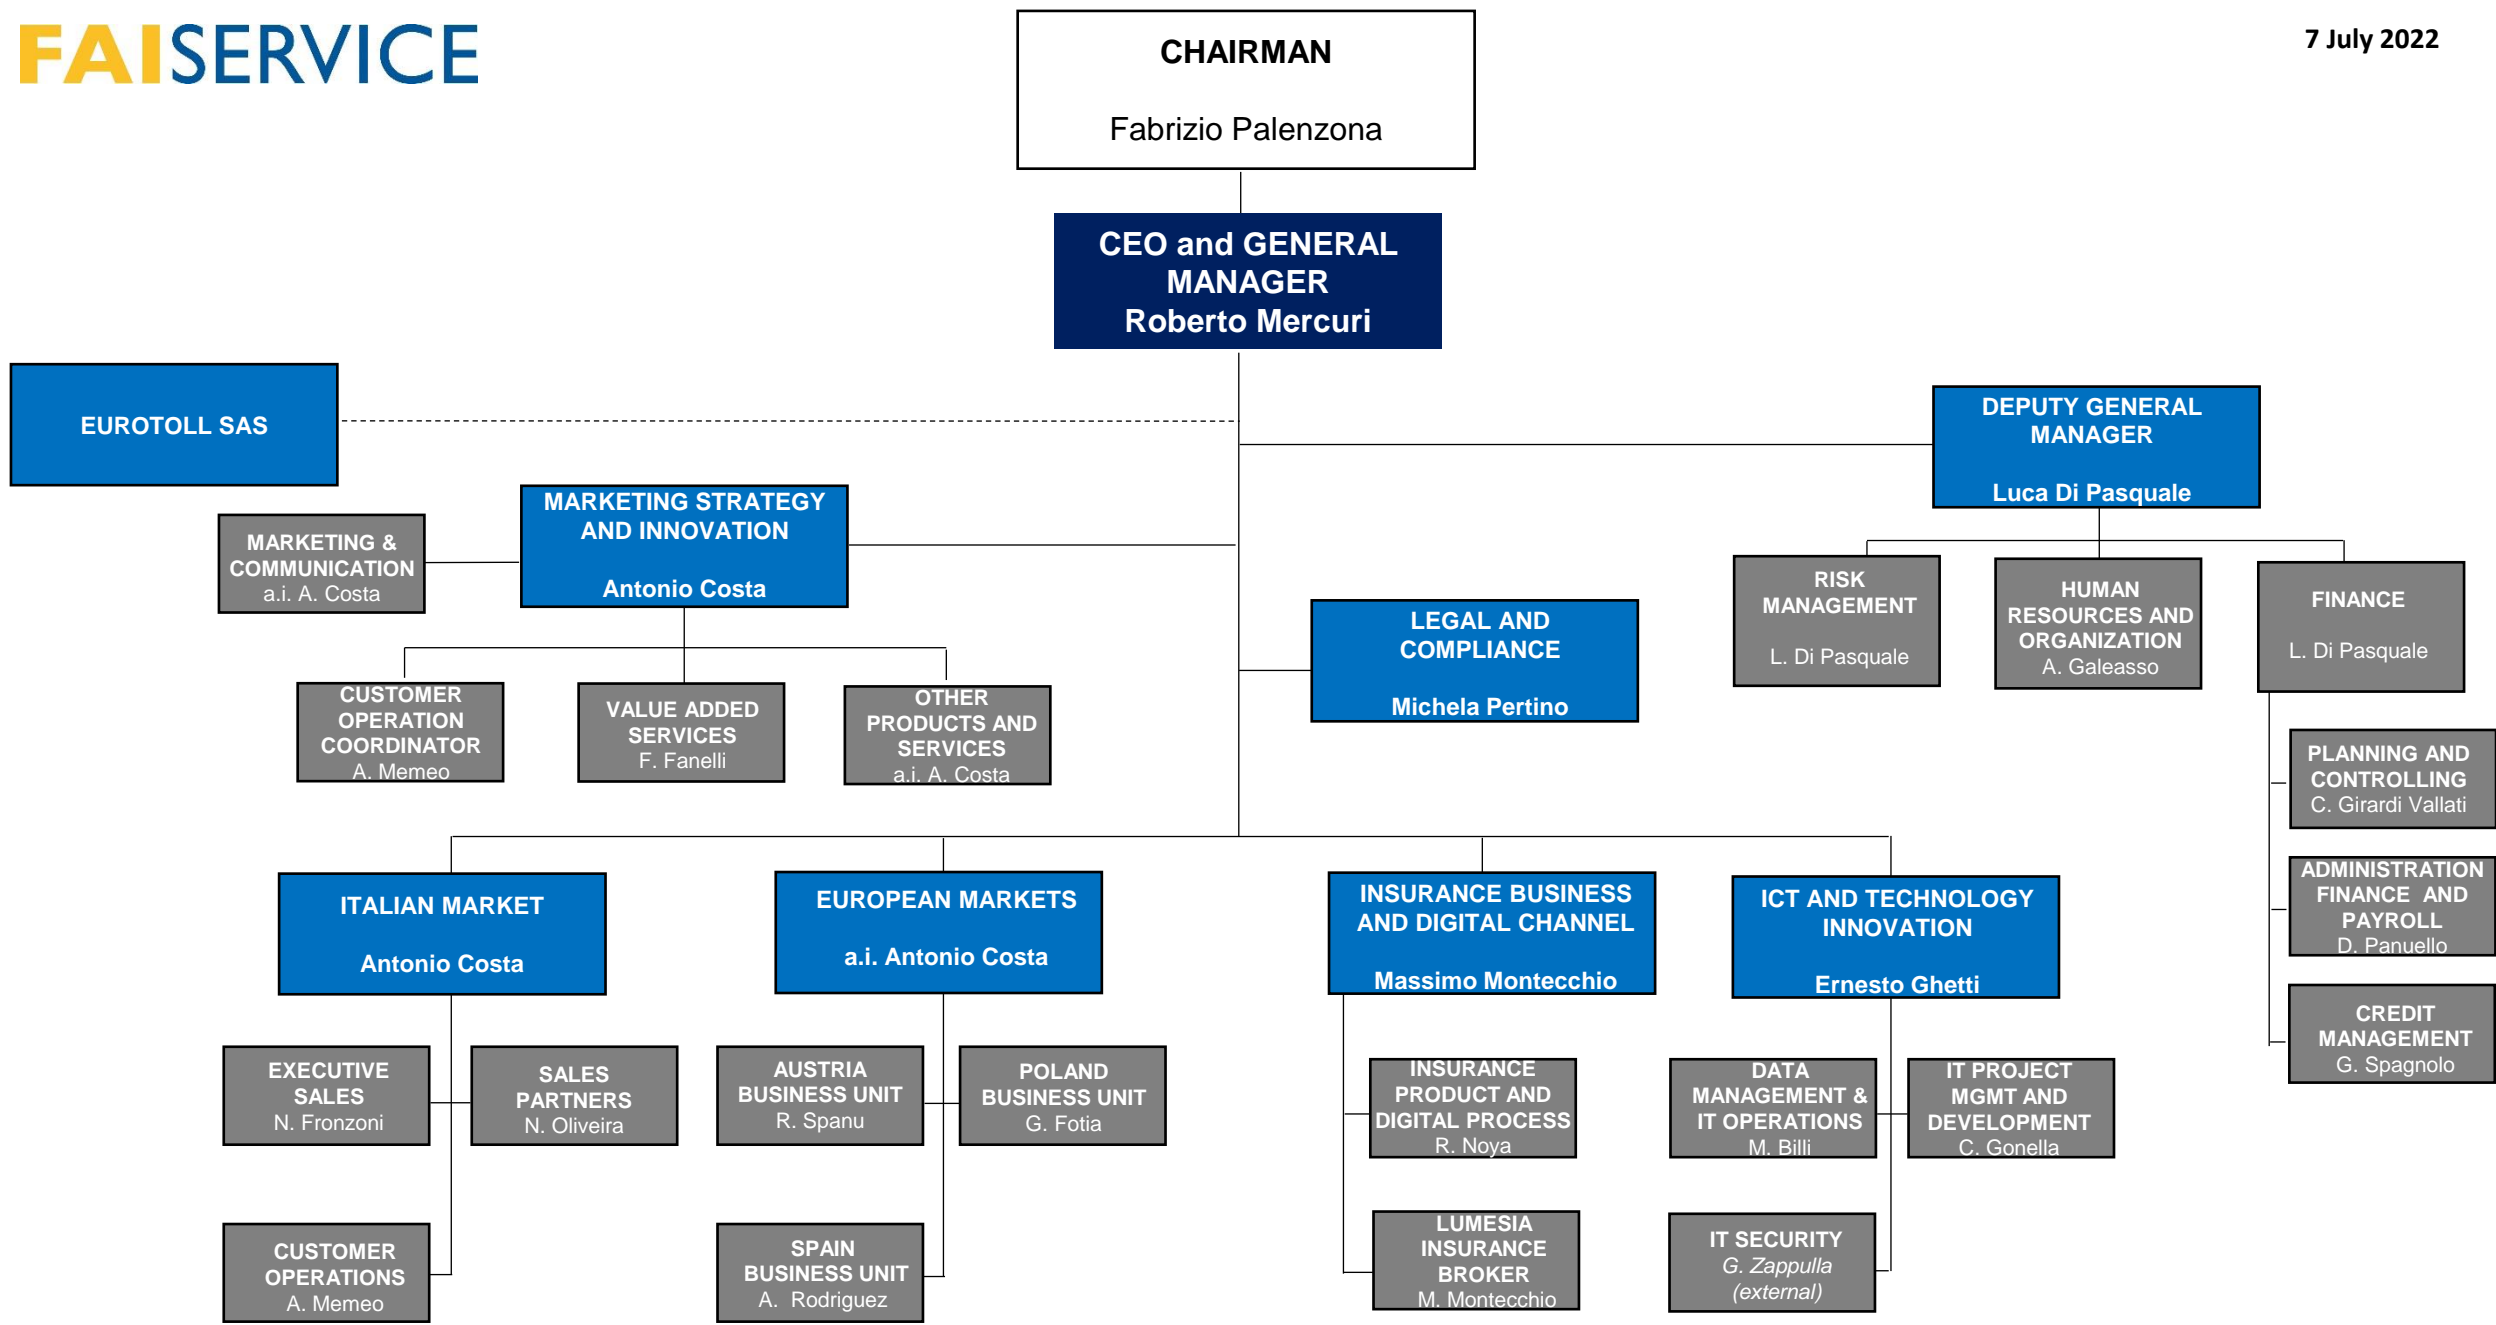 FAISERVICE
7 July 2022
CHAIRMAN
Fabrizio Palenzona
CEO and GENERAL
MANAGER
Roberto Mercuri
EUROTOLL SAS
DEPUTY GENERAL
MANAGER
Luca Di Pasquale
MARKETING STRATEGY
AND INNOVATION
Antonio Costa
MARKETING &
COMMUNICATION
a.i. A. Costa
RISK
MANAGEMENT
L. Di Pasquale
HUMAN
RESOURCES AND
ORGANIZATION
A. Galeasso
FINANCE
L. Di Pasquale
LEGAL AND
COMPLIANCE
Michela Pertino
CUSTOMER
OPERATION
COORDINATOR
A. Memeo
VALUE ADDED
SERVICES
F. Fanelli
OTHER
PRODUCTS AND
SERVICES
a.i. A. Costa
PLANNING AND
CONTROLLING
C. Girardi Vallati
ADMINISTRATION
FINANCE  AND
PAYROLL
D. Panuello
CREDIT
MANAGEMENT
G. Spagnolo
ITALIAN MARKET
Antonio Costa
EUROPEAN MARKETS
a.i. Antonio Costa
INSURANCE BUSINESS
AND DIGITAL CHANNEL
Massimo Montecchio
ICT AND TECHNOLOGY
INNOVATION
Ernesto Ghetti
EXECUTIVE
SALES
N. Fronzoni
SALES
PARTNERS
N. Oliveira
AUSTRIA
BUSINESS UNIT
R. Spanu
POLAND
BUSINESS UNIT
G. Fotia
INSURANCE
PRODUCT AND
DIGITAL PROCESS
R. Noya
DATA
MANAGEMENT &
IT OPERATIONS
M. Billi
IT PROJECT
MGMT AND
DEVELOPMENT
C. Gonella
CUSTOMER
OPERATIONS
A. Memeo
SPAIN
BUSINESS UNIT
A.  Rodriguez
LUMESIA
INSURANCE
BROKER
M. Montecchio
IT SECURITY
G. Zappulla
(external)